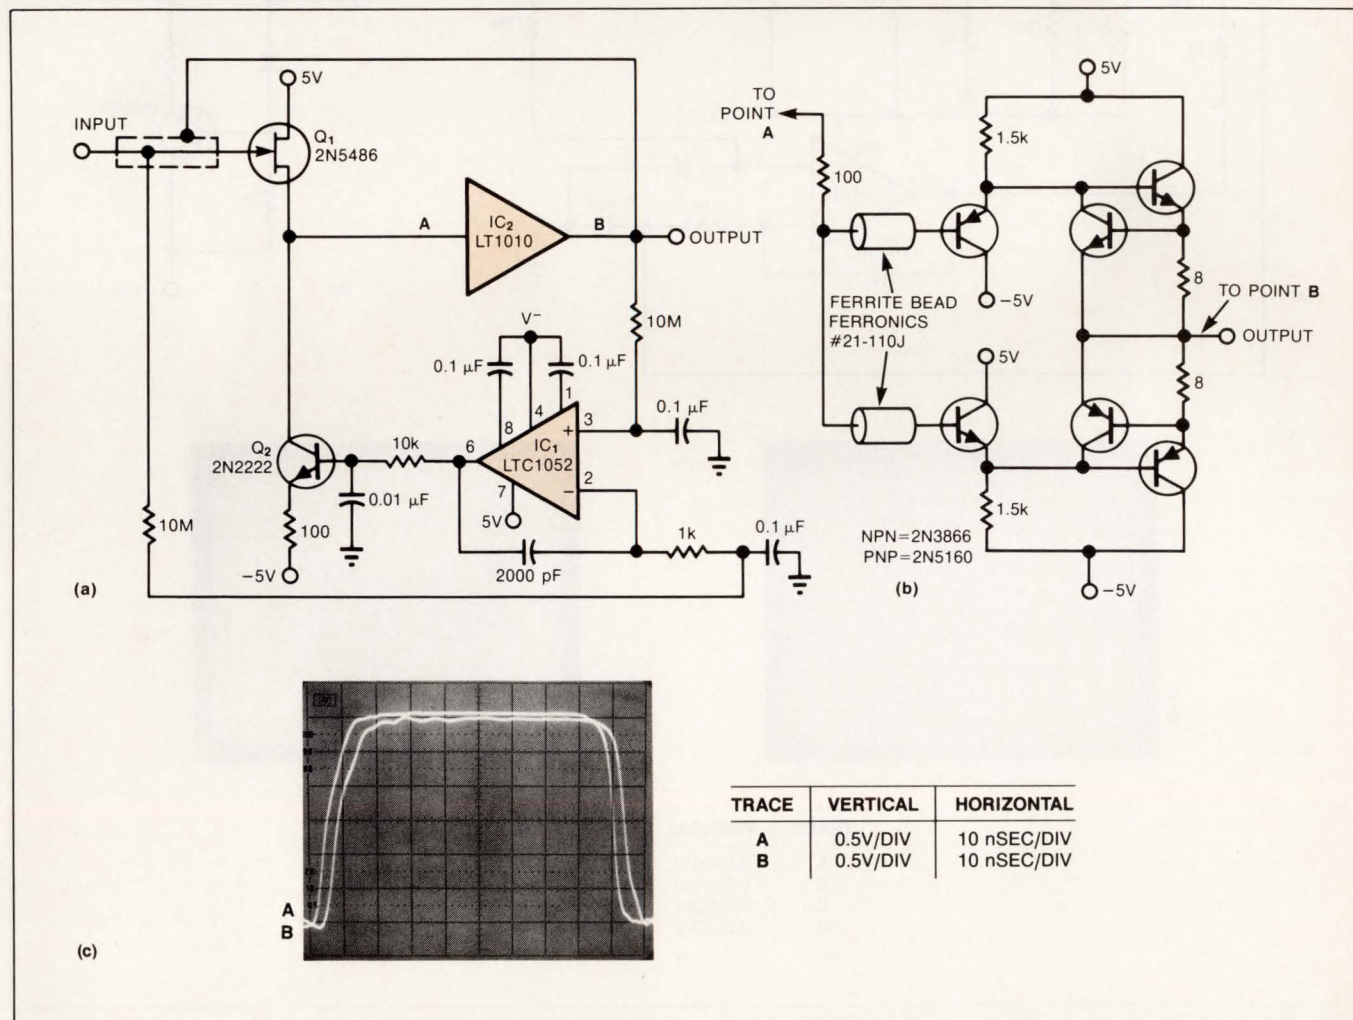 INPUT
5V
Q1
2N5486
A
IC2
LT1010
B
OUTPUT
10M
V−
0.1 µF
0.1 µF
8
4
1
3
+
0.1 µF
IC1
LTC1052
6
7
2
−
5V
10k
Q2
2N2222
0.01 µF
100
−5V
10M
2000 pF
1k
0.1 µF
(a)
TO
POINT
A
100
5V
1.5k
−5V
FERRITE BEAD
FERRONICS
#21-110J
8
TO POINT B
OUTPUT
5V
8
1.5k
NPN=2N3866
PNP=2N5160
−5V
(b)
A
B
(c)
TRACE VERTICAL HORIZONTAL
A 0.5V/DIV 10 nSEC/DIV
B 0.5V/DIV 10 nSEC/DIV